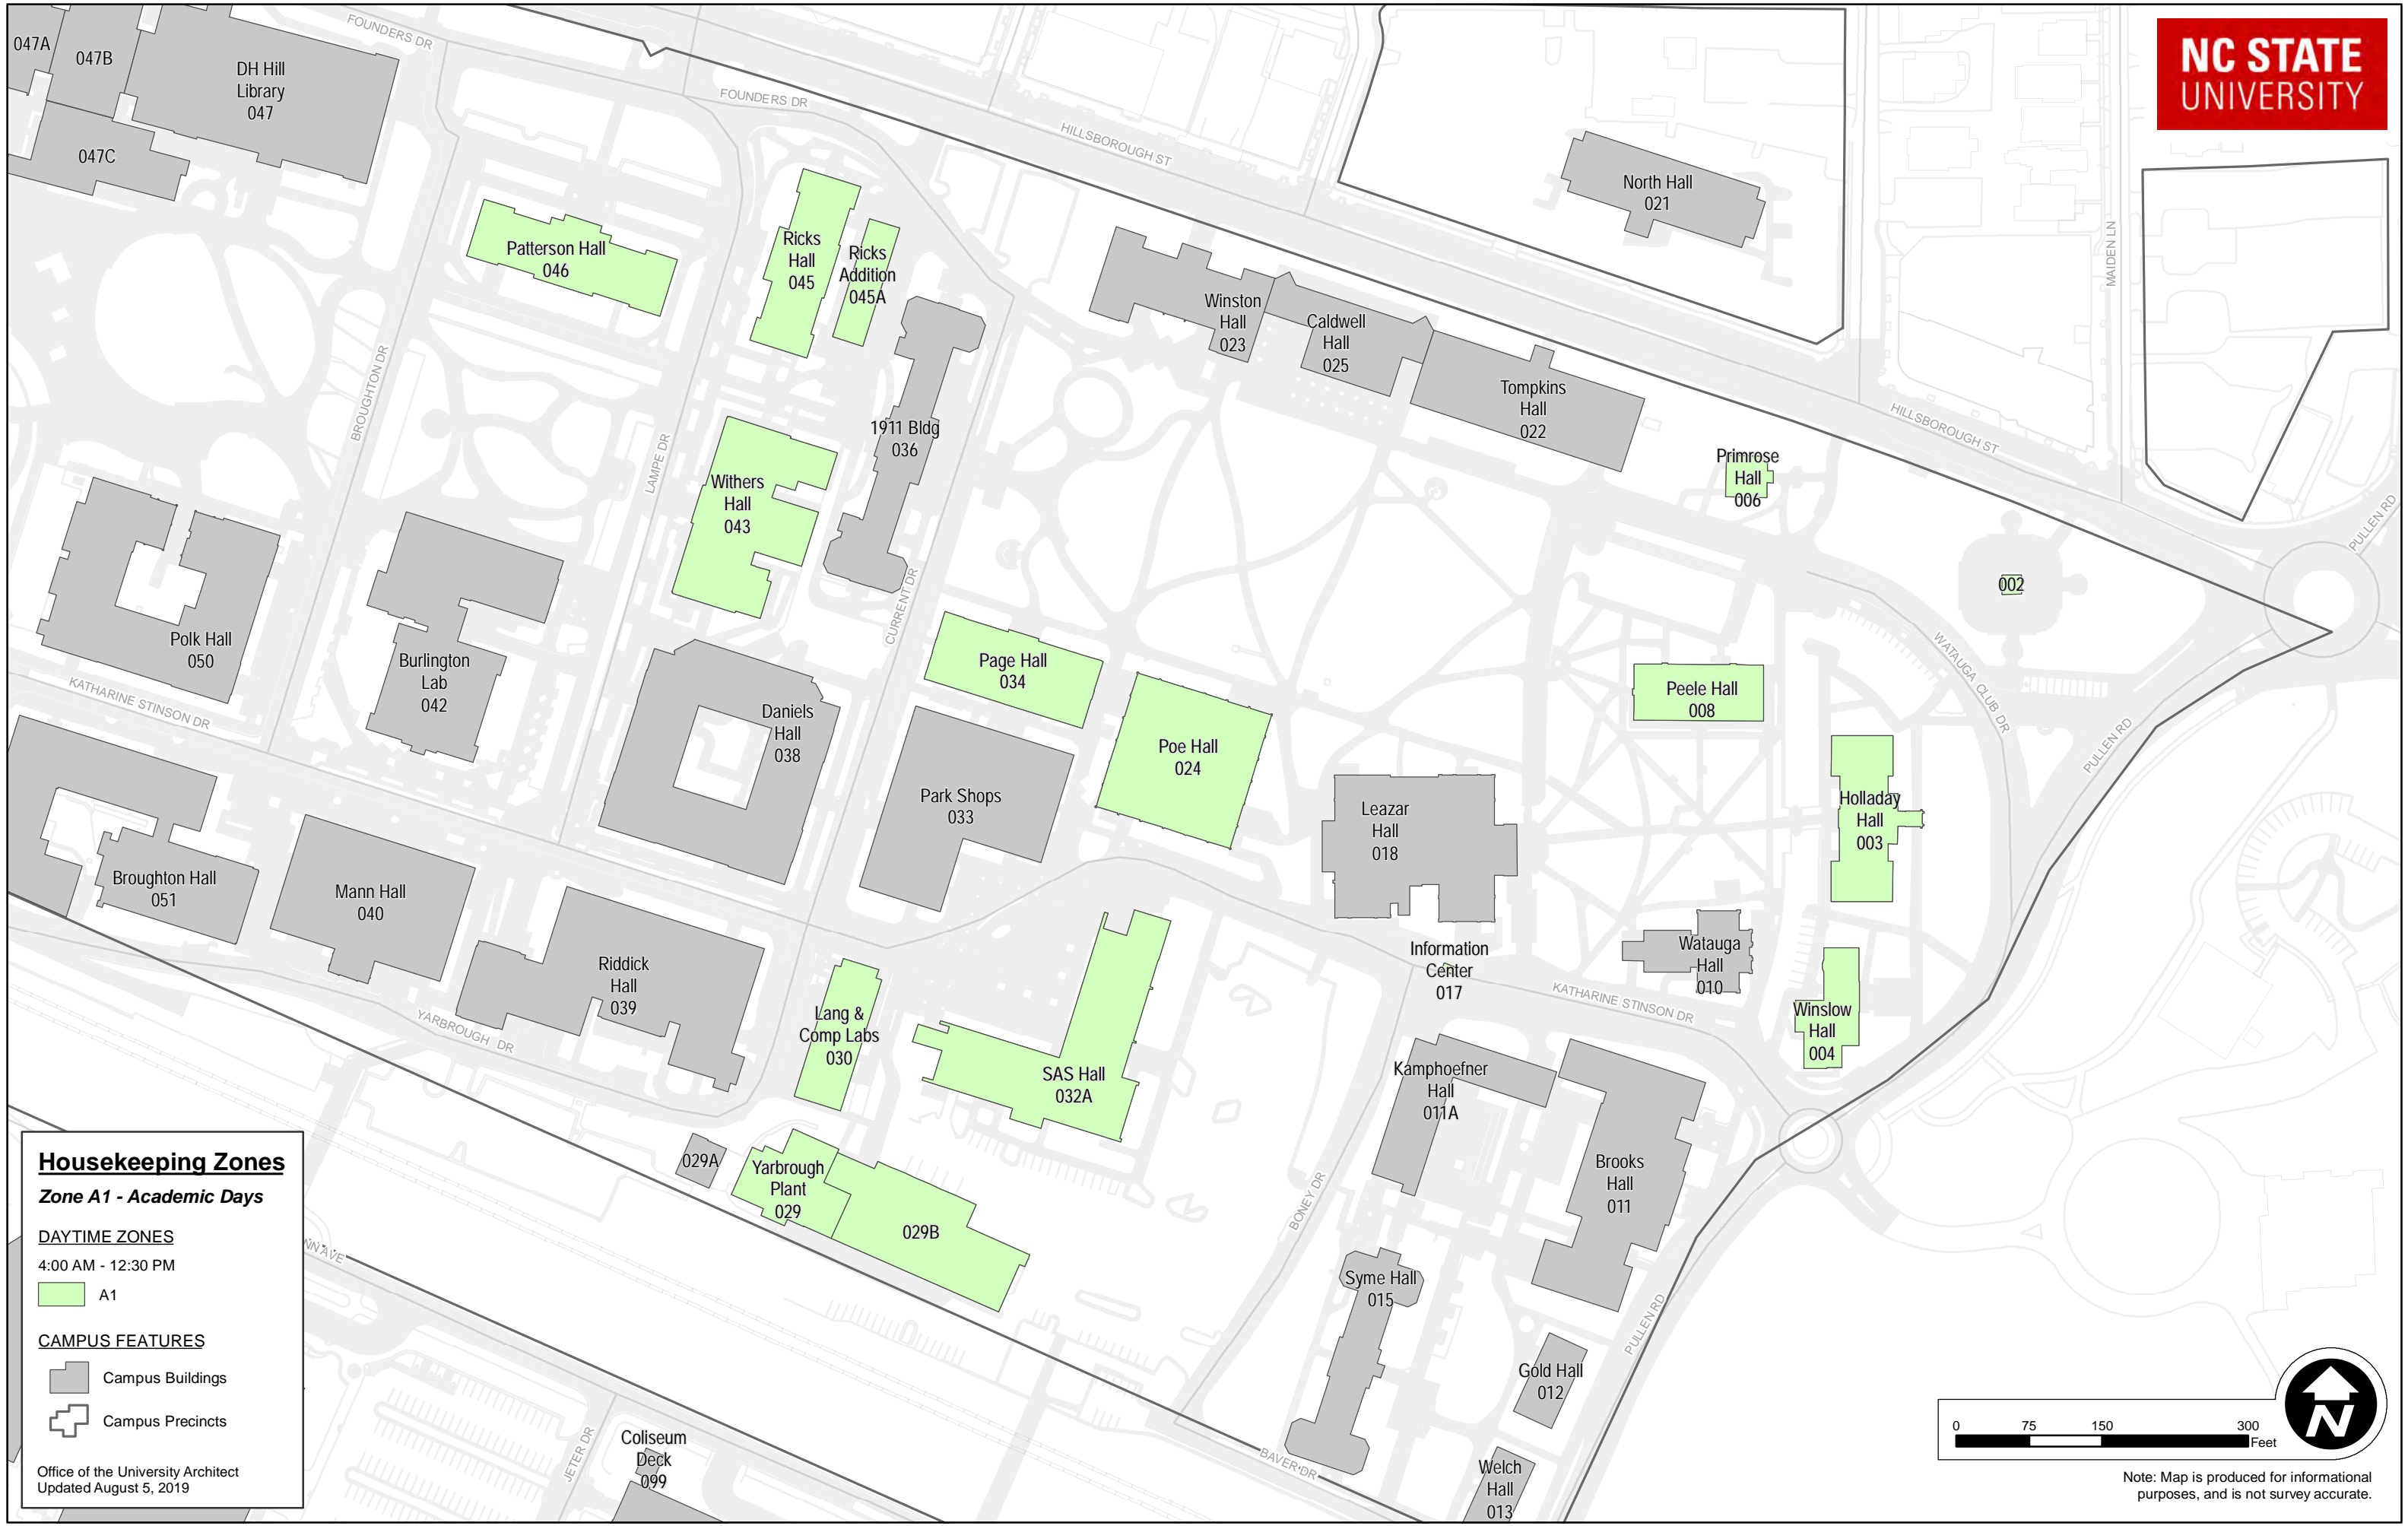 047A
047B
DH Hill
Library
047
047C
FOUNDERS DR
FOUNDERS DR
HILLSBOROUGH ST
NC STATE
UNIVERSITY
North Hall
021
MAIDEN LN
Patterson Hall
046
Ricks
Hall
045
Ricks
Addition
045A
Winston
Hall
023
Caldwell
Hall
025
Tompkins
Hall
022
HILLSBOROUGH ST
BROUGHTON DR
LAMPE DR
1911 Bldg
036
Withers
Hall
043
Primrose
Hall
006
PULLEN RD
002
CURRENT DR
Polk Hall
050
Burlington
Lab
042
KATHARINE STINSON DR
Daniels
Hall
038
Page Hall
034
Poe Hall
024
Peele Hall
008
WATAUGA CLUB DR
PULLEN RD
Park Shops
033
Leazar
Hall
018
Holladay
Hall
003
Broughton Hall
051
Mann Hall
040
Riddick
Hall
039
YARBROUGH DR
Lang &
Comp Labs
030
SAS Hall
032A
Information
Center
017
KATHARINE STINSON DR
Watauga
Hall
010
Winslow
Hall
004
Kamphoefner
Hall
011A
Brooks
Hall
011
029A
Yarbrough
Plant
029
029B
BONEY DR
Syme Hall
015
PULLEN RD
Gold Hall
012
Welch
Hall
013
BAVER DR
JETER DR
Coliseum
Deck
099
NN AVE
Housekeeping Zones
Zone A1 - Academic Days
DAYTIME ZONES
4:00 AM - 12:30 PM
A1
CAMPUS FEATURES
Campus Buildings
Campus Precincts
Office of the University Architect
Updated August 5, 2019
0 75 150 300
Feet
N
Note: Map is produced for informational
purposes, and is not survey accurate.